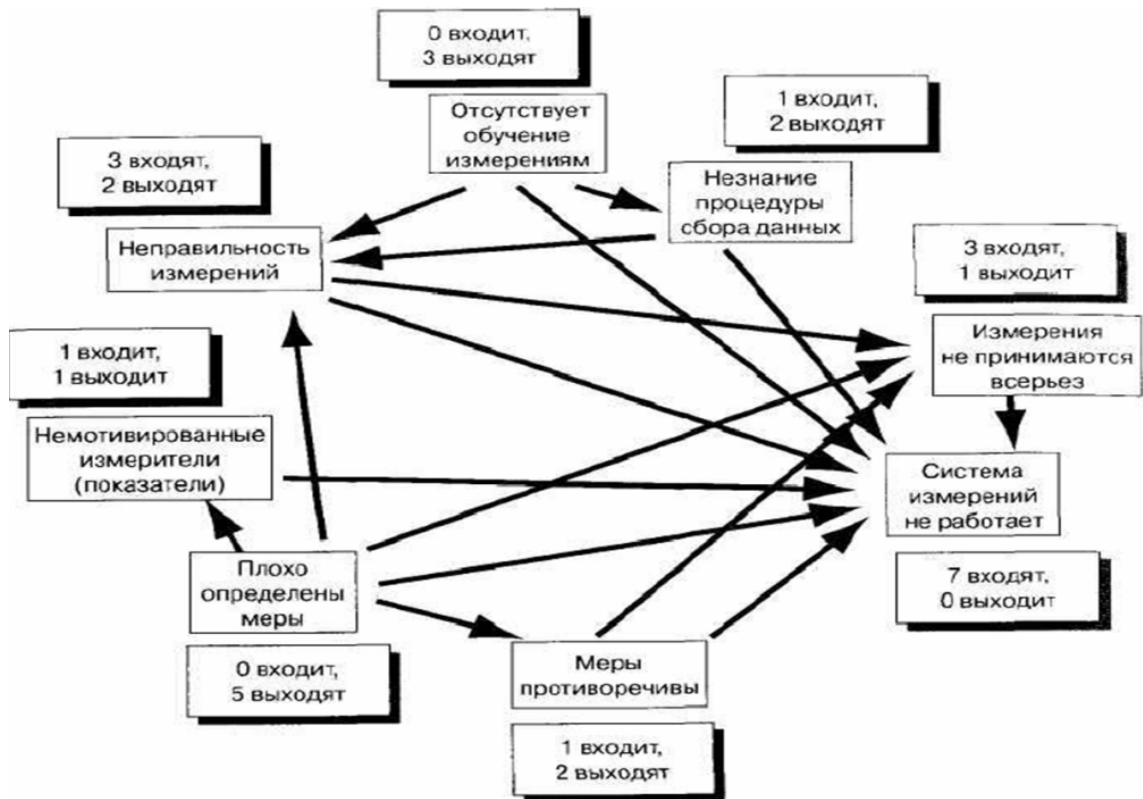 0 входит,
3 выходят
Отсутствует
обучение
измерениям
1 входит,
2 выходят
Незнание
процедуры
сбора данных
3 входят,
2 выходят
Неправильность
измерений
3 входят,
1 выходит
Измерения
не принимаются
всерьез
1 входит,
1 выходит
Немотивированные
измерители
(показатели)
Система
измерений
не работает
7 входят,
0 выходит
Плохо
определены
меры
0 входит,
5 выходят
Меры
противоречивы
1 входит,
2 выходят